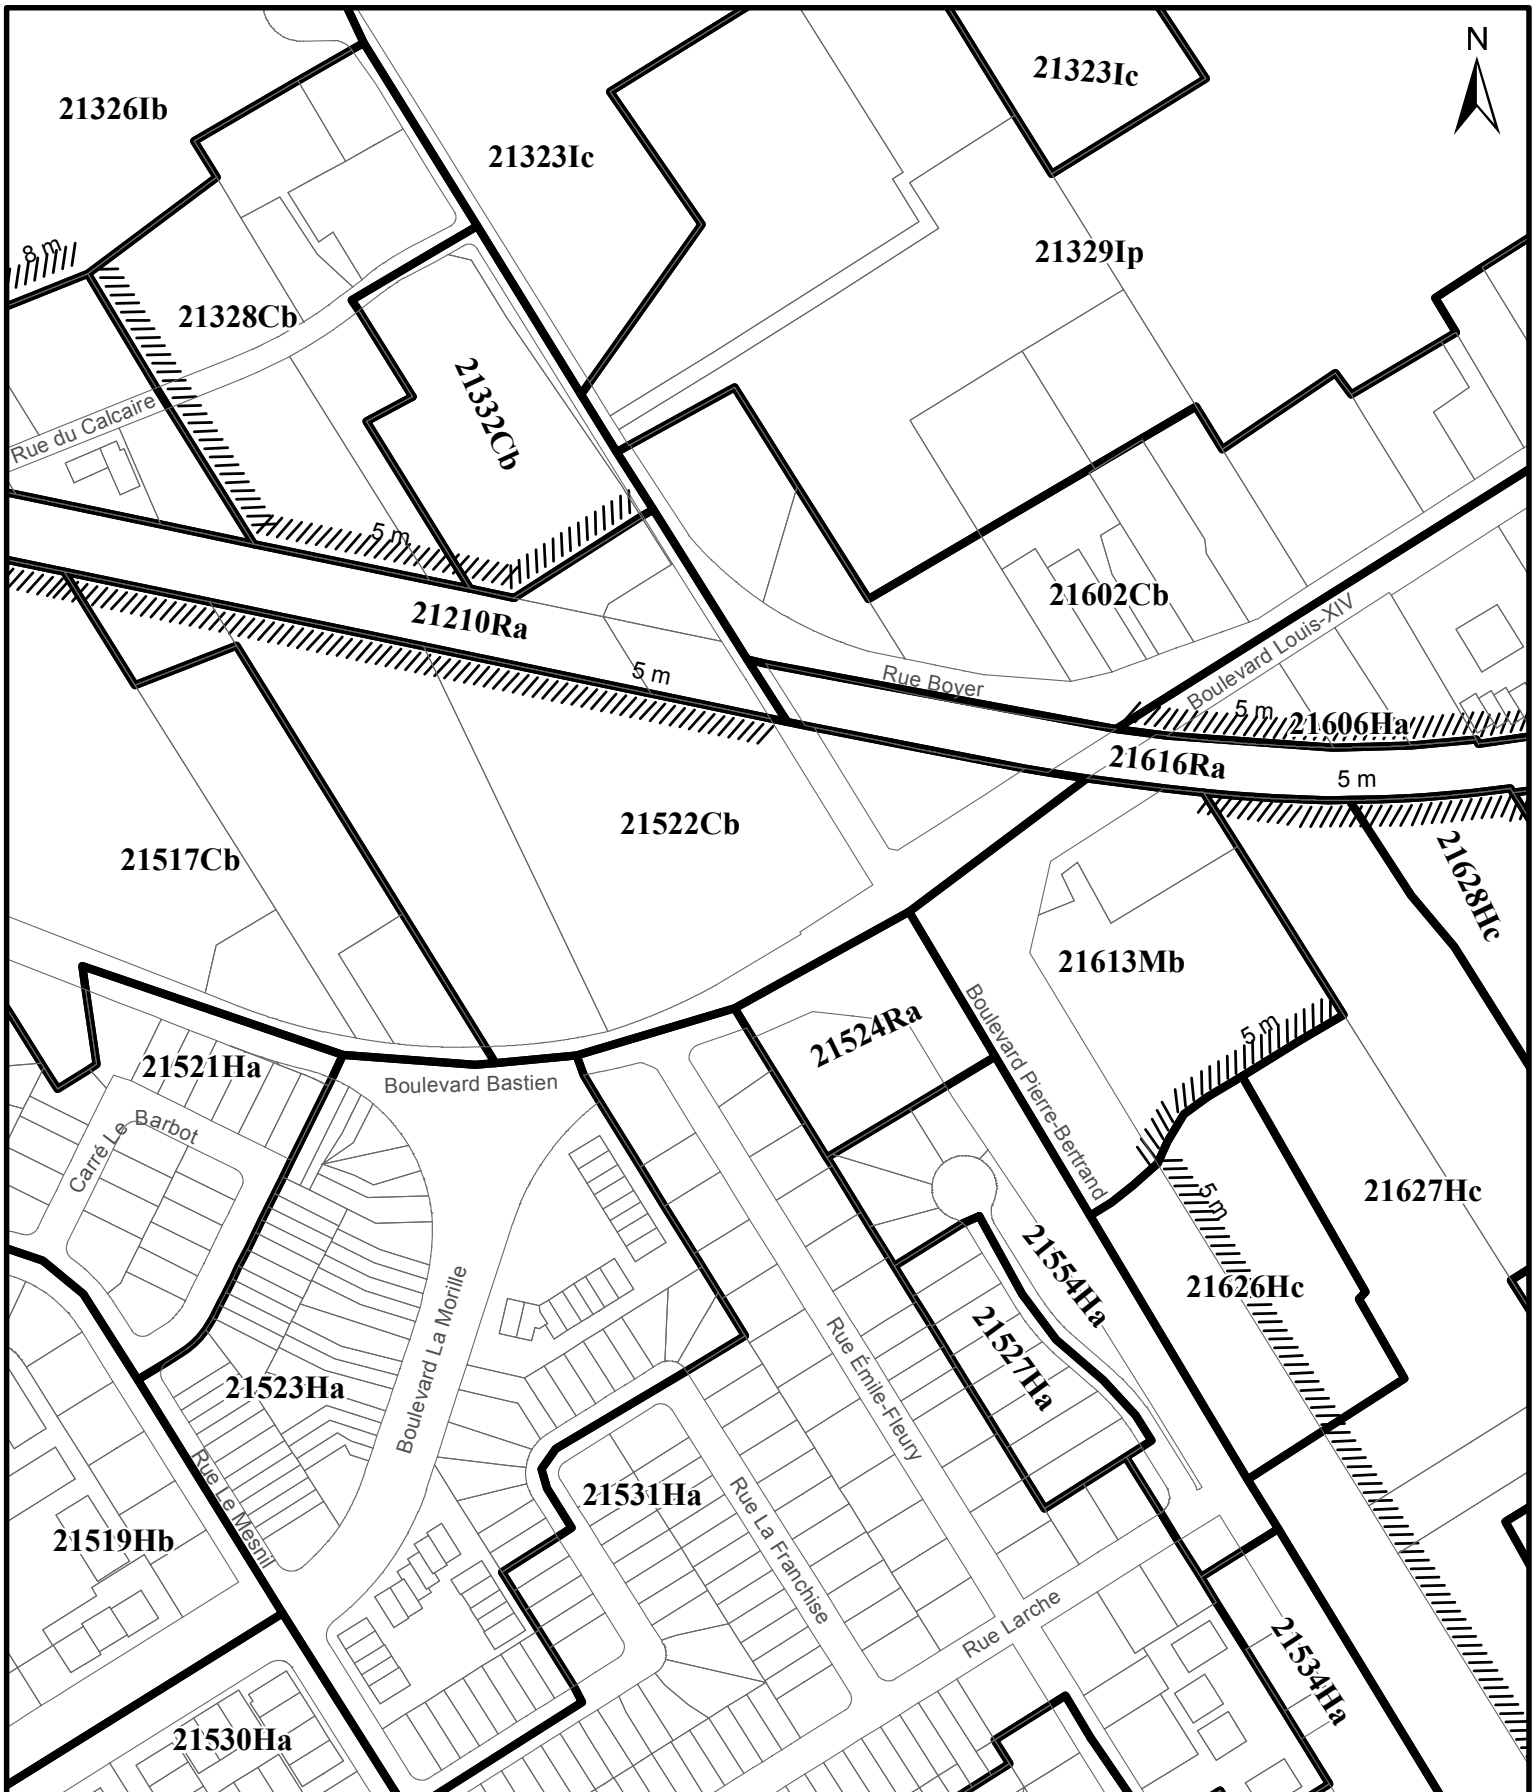 N
21323Ic
21326Ib
21323Ic
8 m
21329Ip
21328Cb
21332Cb
Rue du Calcaire
5 m
21602Cb
21210Ra
Boulevard Louis-XIV
5 m
Rue Boyer
5 m
21606Ha
21616Ra
5 m
21522Cb
21517Cb
21628Hc
21613Mb
21524Ra
5 m
Boulevard Pierre-Bertrand
21521Ha
Boulevard Bastien
Carré Le Barbot
5 m
21627Hc
21554Ha
21626Hc
Boulevard La Morille
21527Ha
Rue Émile-Fleury
21523Ha
21531Ha
Rue Le Mesnil
Rue La Franchise
21519Hb
Rue Larche
21534Ha
21530Ha